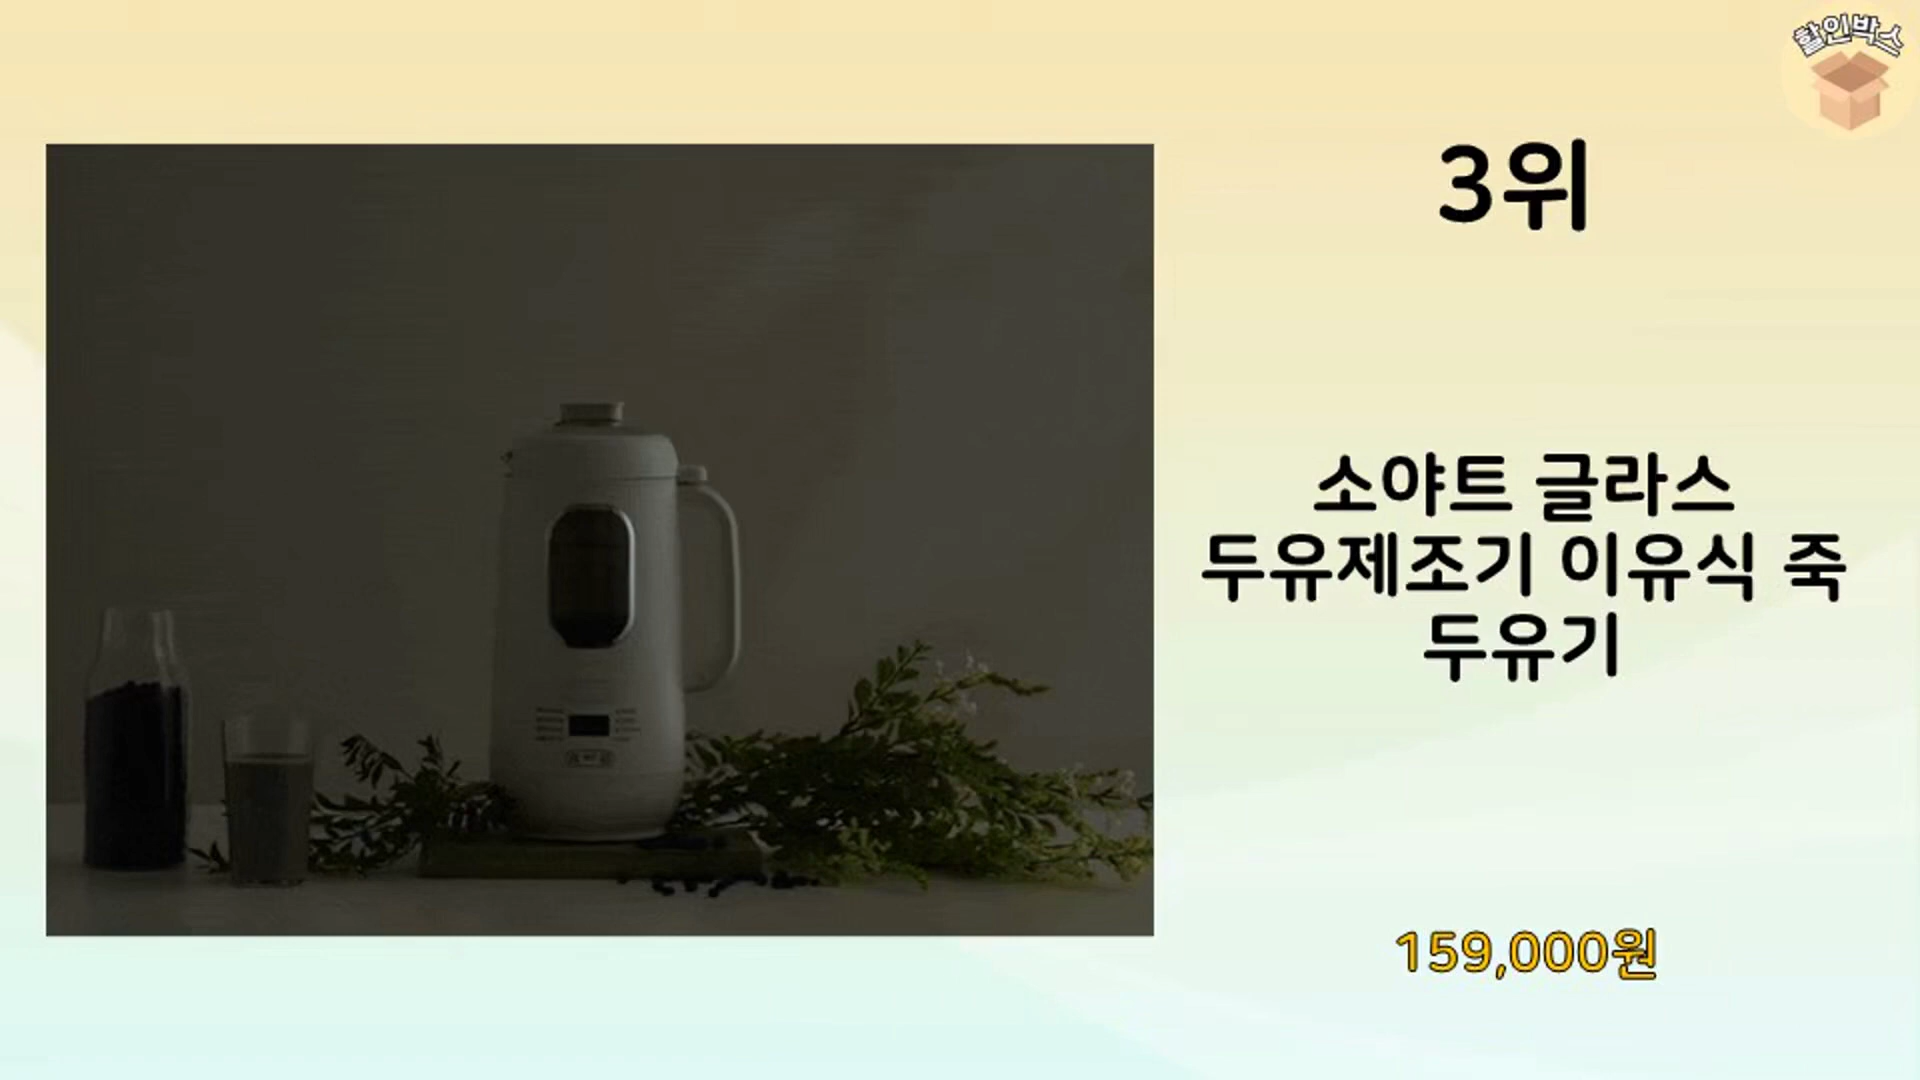 할인박스
3위
소야트 글라스
두유제조기 이유식 죽
두유기
159,000원